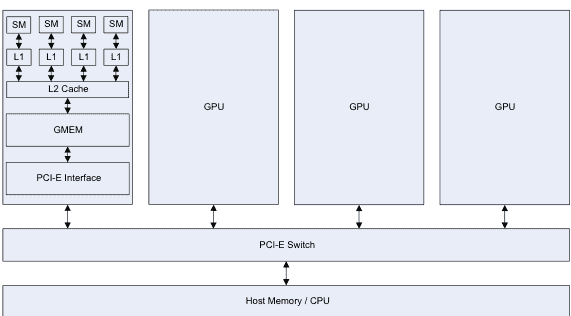 SM SM SM SM
L1 L1 L1 L1
L2 Cache
GMEM
PCI-E Interface
GPU
GPU
GPU
PCI-E Switch
Host Memory / CPU